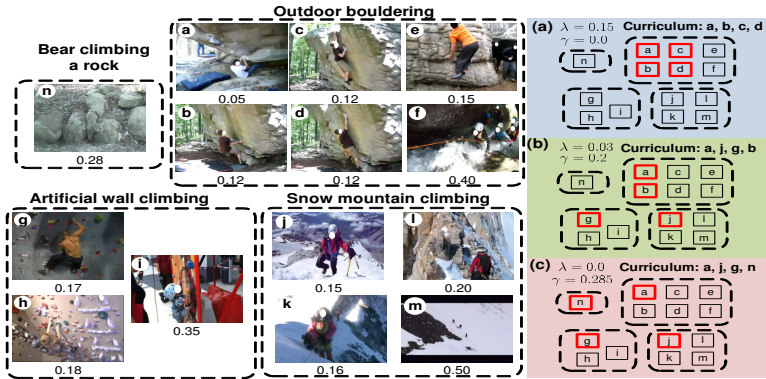 Outdoor bouldering
Bear climbing
a rock
n
0.28
a
0.05
c
0.12
e
0.15
b
0.12
d
0.12
f
0.40
Artificial wall climbing
g
0.17
i
0.35
h
0.18
Snow mountain climbing
j
0.15
l
0.20
k
0.16
m
0.50
(a) λ = 0.15 Curriculum: a, b, c, d
γ = 0.0
n
a c e
b d f
g i h
j l
k m
(b) λ = 0.03 Curriculum: a, j, g, b
γ = 0.2
n
a c e
b d f
g i h
j l
k m
(c) λ = 0.0 Curriculum: a, j, g, n
γ = 0.285
n
a c e
b d f
g i h
j l
k m